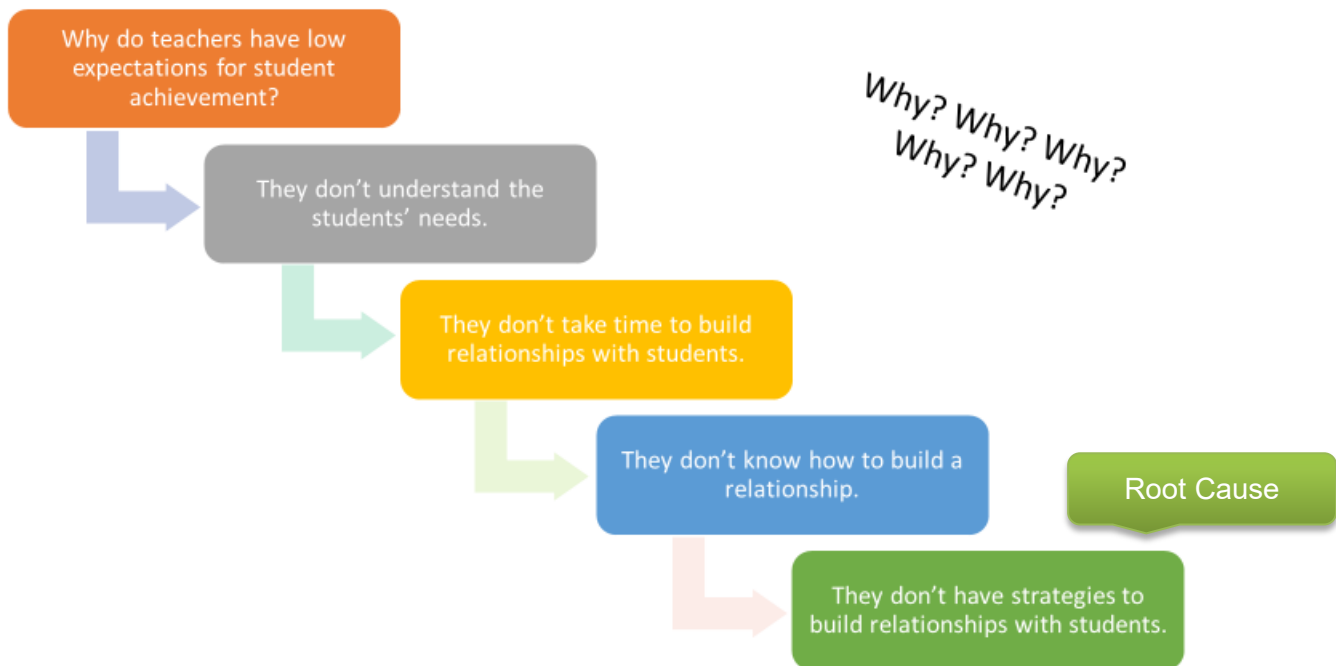 Why do teachers have low
expectations for student
achievement?
Why? Why? Why?
Why? Why?
They don’t understand the
students’ needs.
They don’t take time to build
relationships with students.
They don’t know how to build a
relationship.
Root Cause
They don’t have strategies to
build relationships with students.